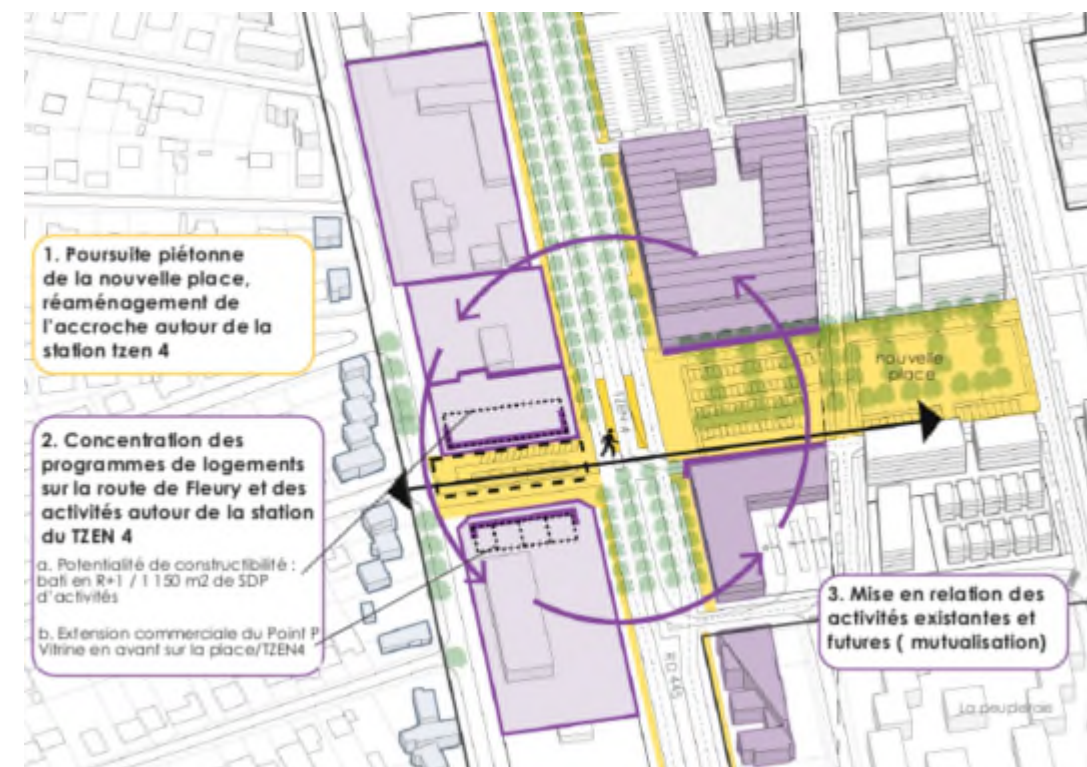 1. Poursuite piétonne
de la nouvelle place,
réaménagement de
l'accroche autour de la
station tzen 4
2. Concentration des
programmes de logements
sur la route de Fleury et des
activités autour de la station
du TZEN 4
a. Potentialité de constructibilité :
bati en R+1 / 1 150 m2 de SDP
d'activités
b. Extension commerciale du Point P
Vitrine en avant sur la place/TZEN4
nouvelle
place
TZEN 4
3. Mise en relation des
activités existantes et
futures ( mutualisation)
RD 445
La peupleraie